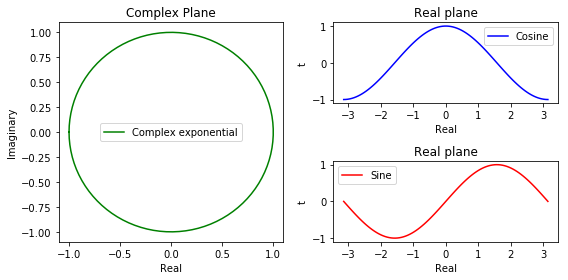 Complex Plane
1.00
0.75
0.50
0.25
0.00
−0.25
−0.50
−0.75
−1.00
Imaginary
Complex exponential
−1.0 −0.5 0.0 0.5 1.0
Real
Real plane
1
0
−1
t
Cosine
−3 −2 −1 0 1 2 3
Real
Real plane
1
0
−1
t
Sine
−3 −2 −1 0 1 2 3
Real